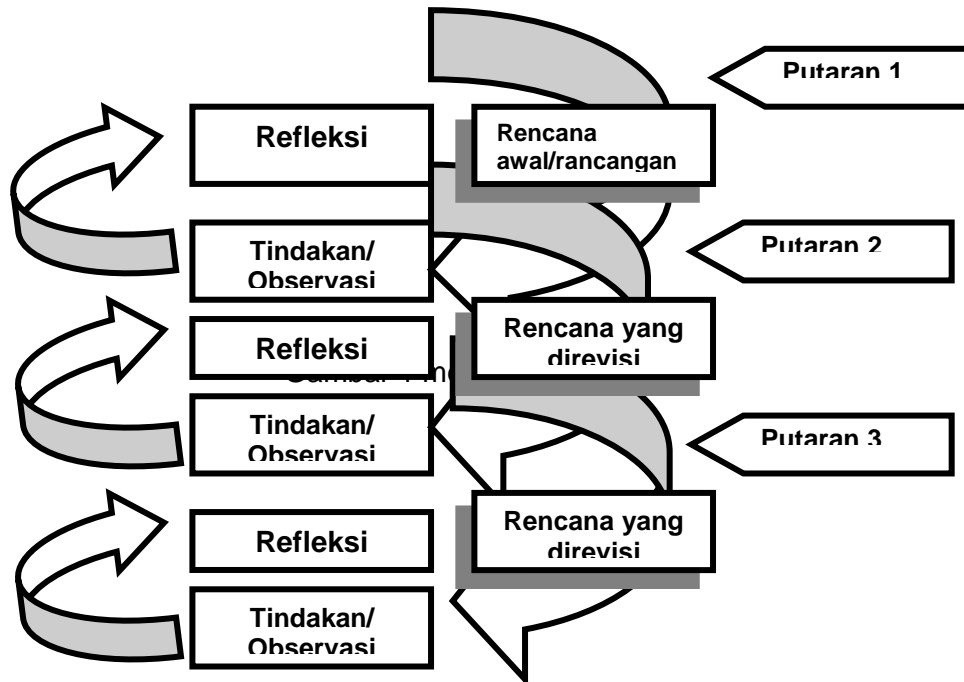 Putaran 1
Refleksi
Rencana
awal/rancangan
Tindakan/
Observasi
Putaran 2
Refleksi
Rencana yang
direvisi
Tindakan/
Observasi
Putaran 3
Refleksi
Rencana yang
direvisi
Tindakan/
Observasi